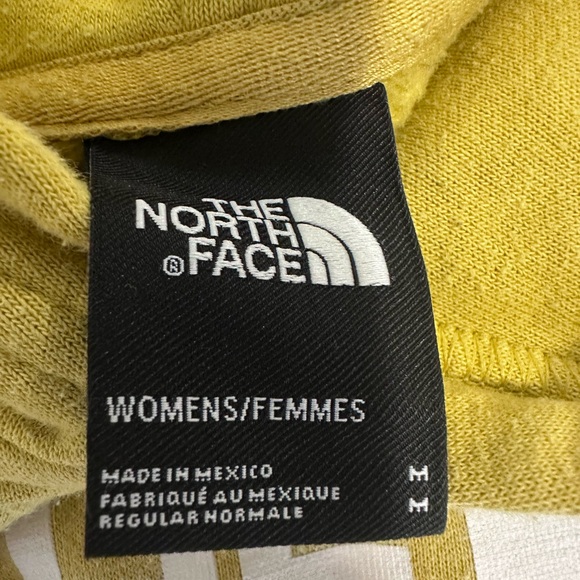 THE
NORTH
® FACE
WOMENS/FEMMES
MADE IN MEXICO
FABRIQUÉ AU MEXIQUE
REGULAR NORMALE
M
M